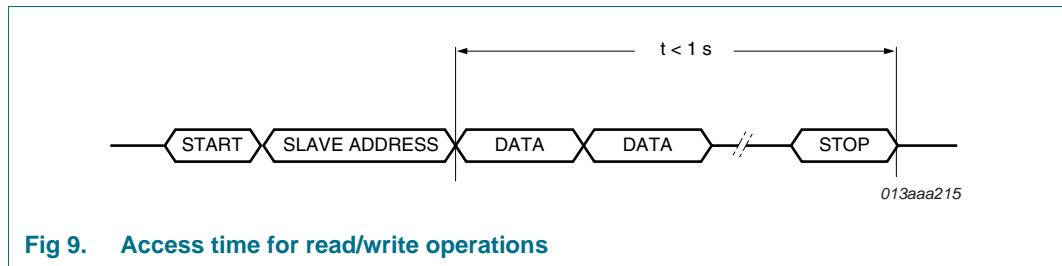 t < 1 s
START SLAVE ADDRESS DATA DATA STOP
013aaa215
Fig 9. Access time for read/write operations